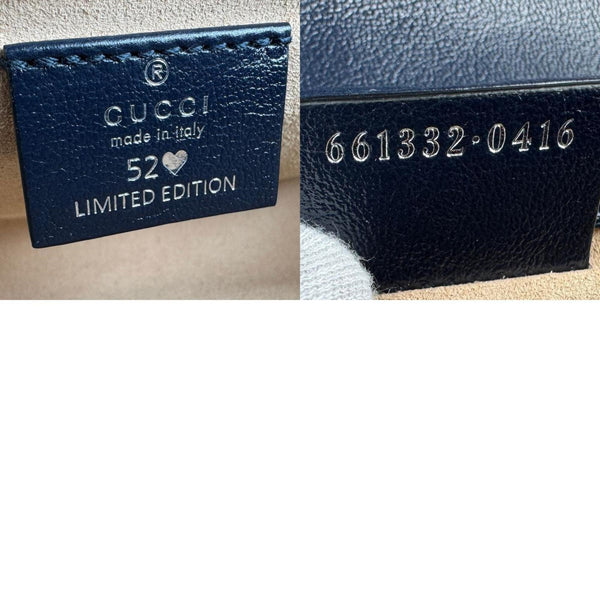 ®
GUCCI
made in italy
52♥
LIMITED EDITION
661332·0416